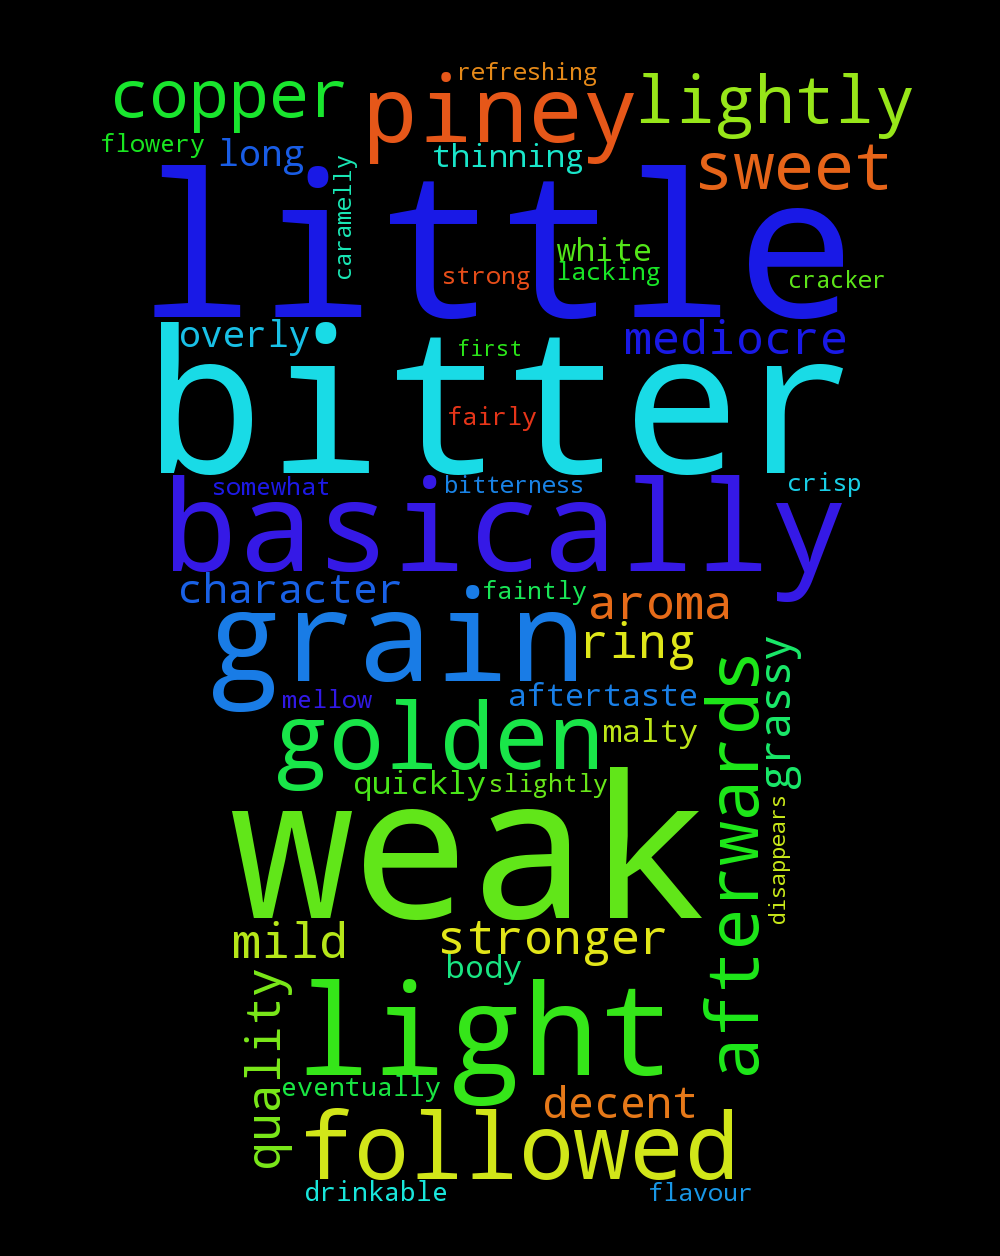 refreshing
copper
piney
lightly
flowery
long
thinning
sweet
caramelly
little
white
strong
lacking
cracker
overly
mediocre
first
bitter
fairly
somewhat
bitterness
crisp
basically
character
faintly
aroma
grain
ring
grassy
mellow
aftertaste
golden
malty
quickly
slightly
afterwards
disappears
weak
mild
stronger
body
quality
light
eventually
decent
followed
drinkable
flavour